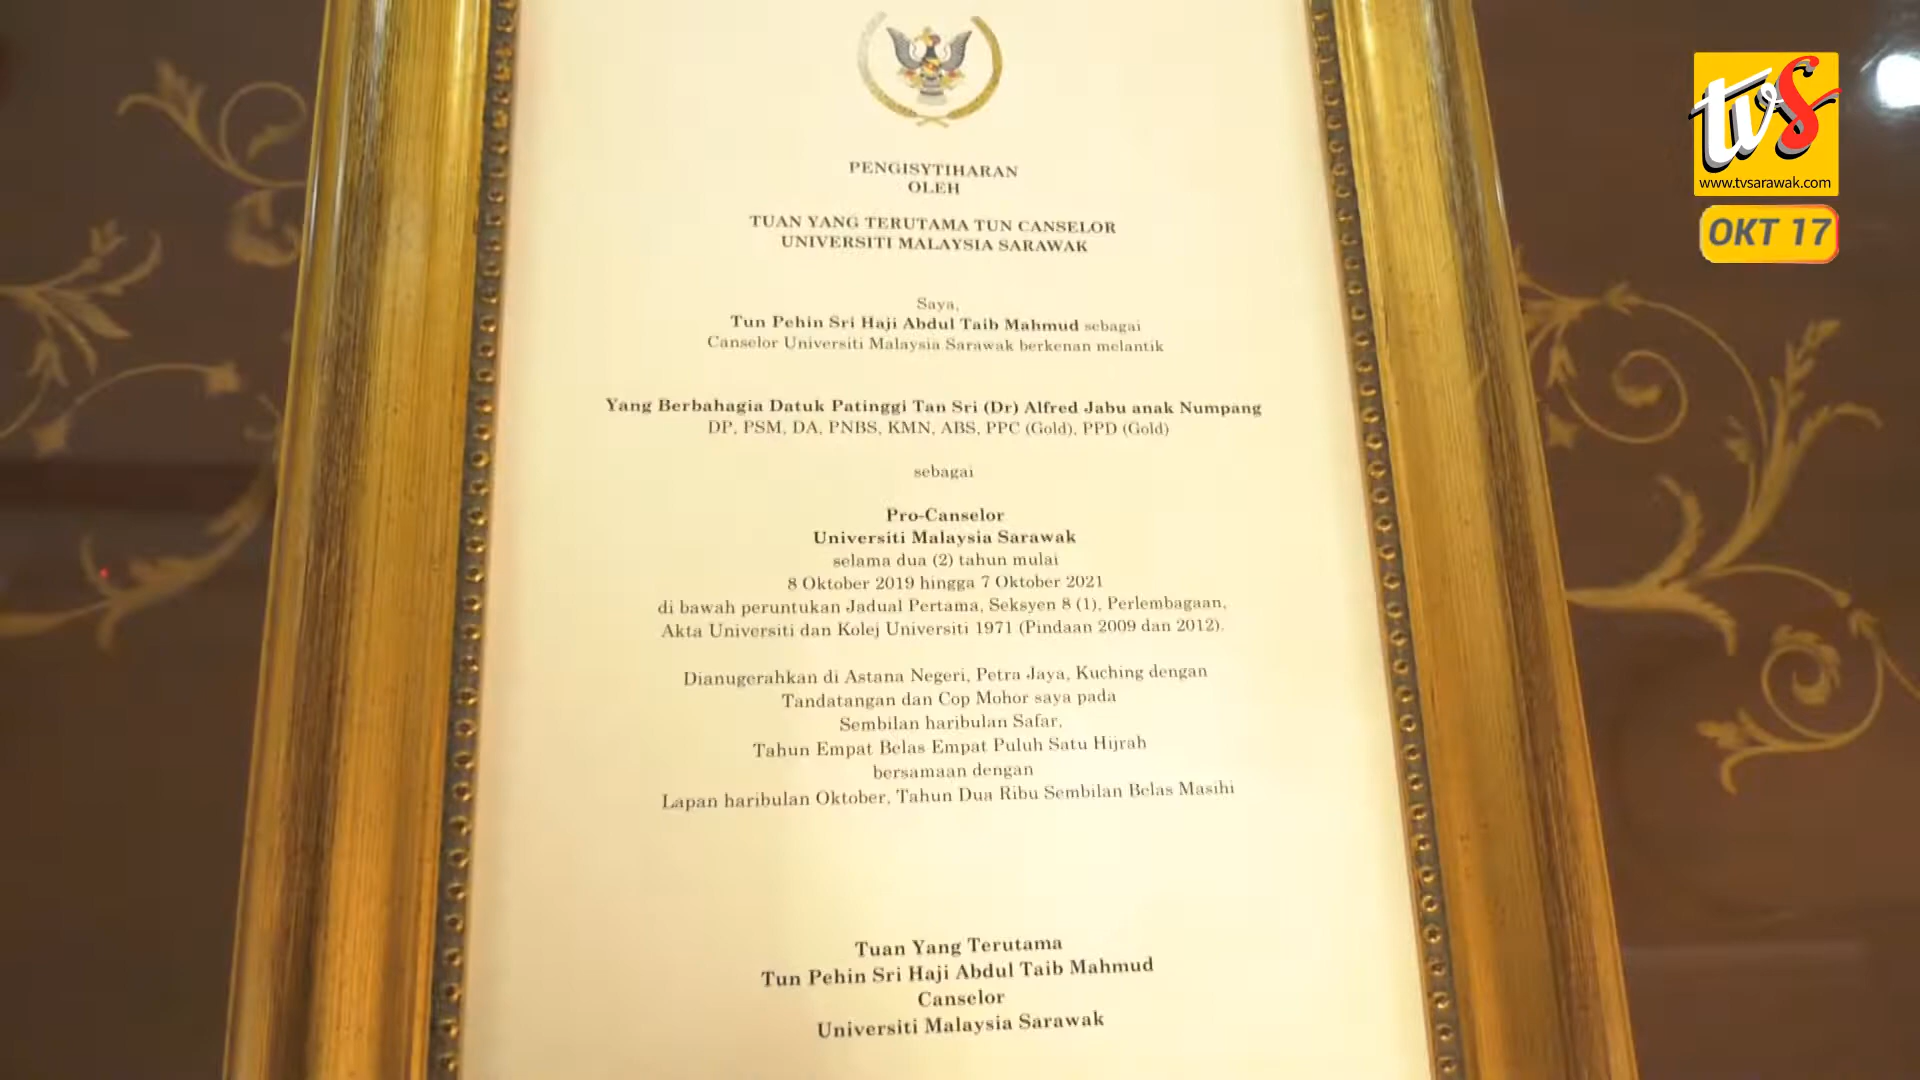 PENGISYTIHARAN
OLEH
TUAN YANG TERUTAMA TUN CANSELOR
UNIVERSITI MALAYSIA SARAWAK
Saya,
Tun Pehin Sri Haji Abdul Taib Mahmud sebagai
Canselor Universiti Malaysia Sarawak berkenan melantik
Yang Berbahagia Datuk Patinggi Tan Sri (Dr) Alfred Jabu anak Numpang
DP, PSM, DA, PNBS, KMN, ABS, PPC (Gold), PPD (Gold)
sebagai
Pro-Canselor
Universiti Malaysia Sarawak
selama dua (2) tahun mulai
8 Oktober 2019 hingga 7 Oktober 2021
di bawah peruntukan Jadual Pertama, Seksyen 8 (1), Perlembagaan,
Akta Universiti dan Kolej Universiti 1971 (Pindaan 2009 dan 2012).
Dianugerahkan di Astana Negeri, Petra Jaya, Kuching dengan
Tandatangan dan Cop Mohor saya pada
Sembilan haribulan Safar,
Tahun Empat Belas Empat Puluh Satu Hijrah
bersamaan dengan
Lapan haribulan Oktober, Tahun Dua Ribu Sembilan Belas Masihi
Tuan Yang Terutama
Tun Pehin Sri Haji Abdul Taib Mahmud
Canselor
Universiti Malaysia Sarawak
tvS
www.tvsarawak.com
OKT 17